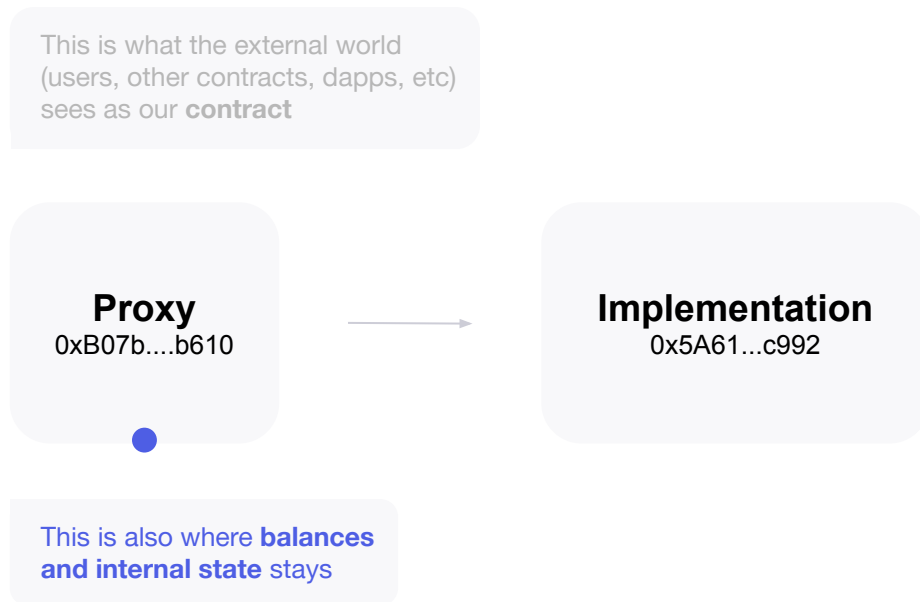 This is what the external world
(users, other contracts, dapps, etc)
sees as our contract
Proxy
0xB07b....b610
Implementation
0x5A61...c992
This is also where balances
and internal state stays